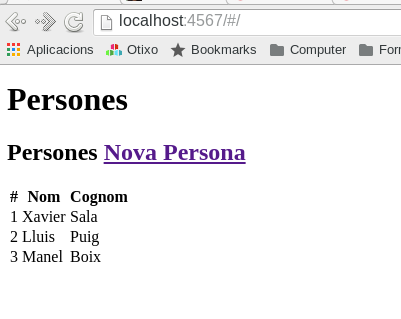 localhost:4567/#/
Aplicacions Otixo Bookmarks Computer
Persones
Persones Nova Persona
# Nom Cognom
1 Xavier Sala
2 Lluis Puig
3 Manel Boix